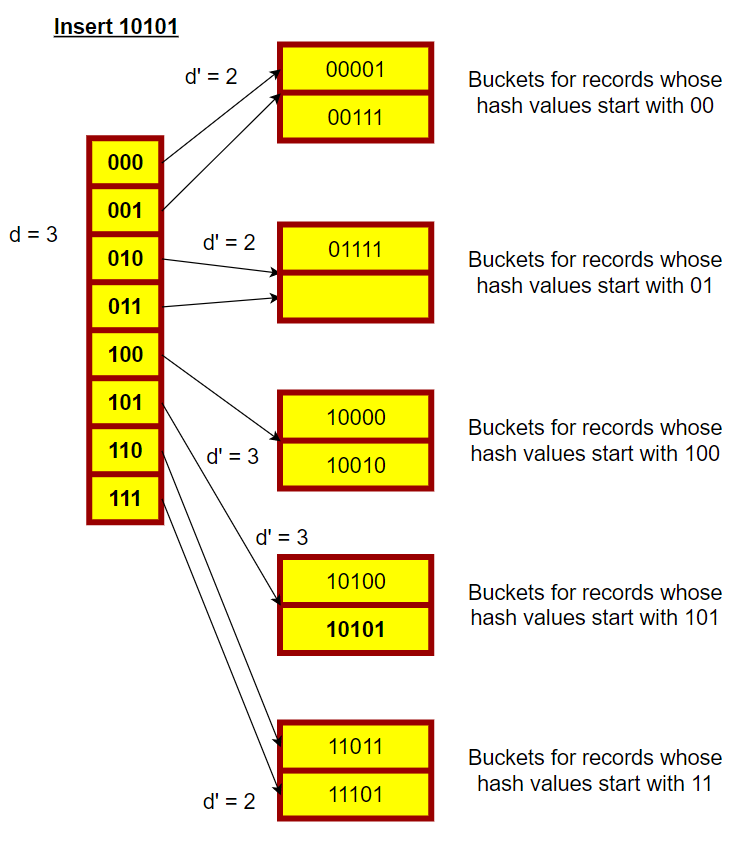 Insert 10101
d' = 2
00001
00111
Buckets for records whose
hash values start with 00
000
001
010
011
100
101
110
111
d = 3
d' = 2
01111
Buckets for records whose
hash values start with 01
d' = 3
10000
10010
Buckets for records whose
hash values start with 100
d' = 3
10100
10101
Buckets for records whose
hash values start with 101
d' = 2
11011
11101
Buckets for records whose
hash values start with 11